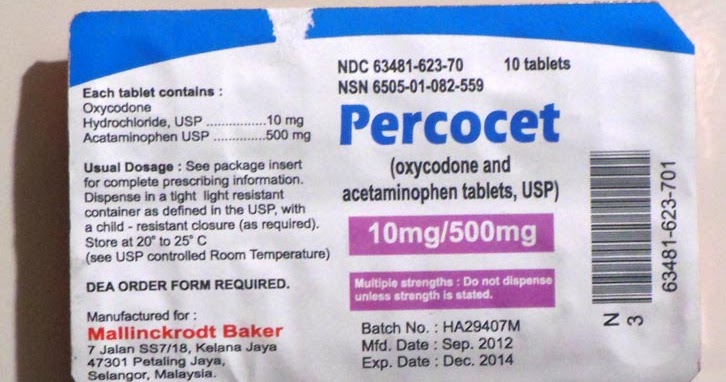 Each tablet contains :
Oxycodone
Hydrochloride, USP ................10 mg
Acataminophen USP ..............500 mg
Usual Dosage : See package insert
for complete prescribing information.
Dispense in a tight light resistant
container as defined in the USP, with
a child - resistant closure (as required).
Store at 20° to 25° C
(see USP controlled Room Temperature)
DEA ORDER FORM REQUIRED.
Manufactured for :
Mallinckrodt Baker
7 Jalan SS7/18, Kelana Jaya
47301 Petaling Jaya,
Selangor, Malaysia.
NDC 63481-623-70 10 tablets
NSN 6505-01-082-559
Percocet
(oxycodone and
acetaminophen tablets, USP)
10mg/500mg
Multiple strengths : Do not dispense
unless strength is stated.
Batch No. : HA29407M
Mfd. Date : Sep. 2012
Exp. Date : Dec. 2014
N
3
63481-623-701